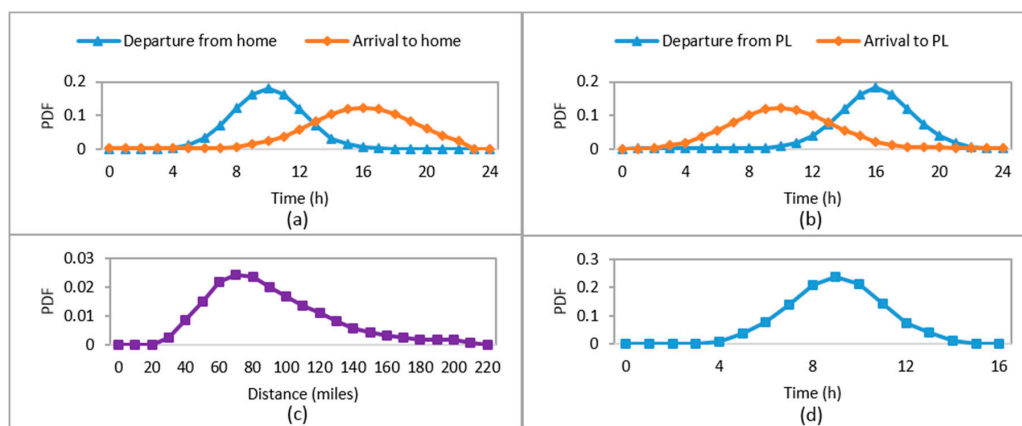 Departure from home Arrival to home
0.2
0.1
0
PDF
0 4 8 12 16 20 24
Time (h)
(a)
Departure from PL Arrival to PL
0.2
0.1
0
PDF
0 4 8 12 16 20 24
Time (h)
(b)
0.03
0.02
0.01
0
PDF
0 20 40 60 80 100 120 140 160 180 200 220
Distance (miles)
(c)
0.3
0.2
0.1
0
PDF
0 4 8 12 16
Time (h)
(d)